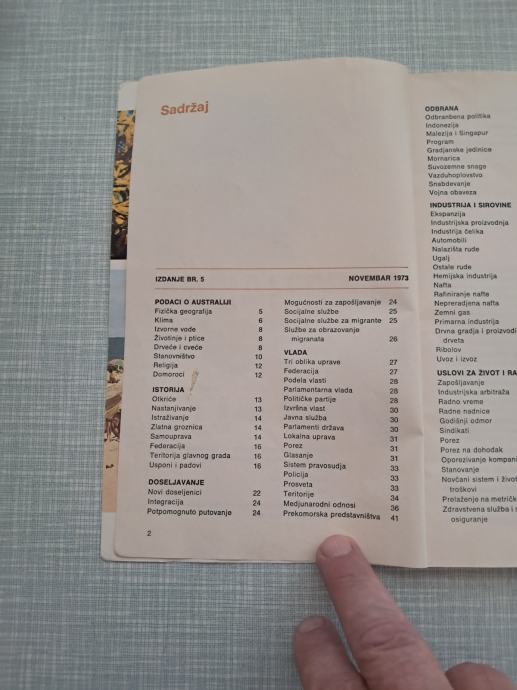 Sadržaj
IZDANJE BR. 5 NOVEMBAR 1973
PODACI O AUSTRALIJI
Fizička geografija 5
Klima 6
Izvorne vode 8
Životinje i ptice 8
Drveće i cveće 8
Stanovništvo 10
Religija 12
Domoroci 12
ISTORIJA
Otkriće 13
Nastanjivanje 13
Istraživanje 14
Zlatna groznica 14
Samouprava 14
Federacija 16
Teritorija glavnog grada 16
Usponi i padovi 16
DOSELJAVANJE
Novi doseljenici 22
Integracija 24
Potpomognuto putovanje 24
Mogućnosti za zapošljavanje 24
Socijalne službe 25
Socijalne službe za migrante 25
Službe za obrazovanje
migranata 26
VLADA
Tri oblika uprave 27
Federacija 27
Podela vlasti 28
Parlamentarna vlada 28
Političke partije 28
Izvršna vlast 30
Javna služba 30
Parlamenti država 30
Lokalna uprava 31
Porez 31
Glasanje 31
Sistem pravosudja 33
Policija 33
Prosveta 33
Teritorije 34
Medjunarodni odnosi 36
Prekomorska predstavništva 41
2
ODBRANA
Odbranbena politika
Indonezija
Malezija i Singapur
Program
Gradjanske jedinice
Mornarica
Suvozemne snage
Vazduhoplovstvo
Snabdevanje
Vojna obaveza
INDUSTRIJA I SIROVINE
Ekspanzija
Industrijska proizvodnja
Industrija čelika
Automobili
Nalazišta rude
Ugalj
Ostale rude
Hemijska industrija
Nafta
Rafiniranje nafte
Nepreradjena nafta
Zemni gas
Primarna industrija
Drvna gradja i proizvodi
drveta
Ribolov
Uvoz i izvoz
USLOVI ZA ŽIVOT I RA
Zapošljavanje
Industrijska arbitraža
Radno vreme
Radne nadnice
Godišnji odmor
Sindikati
Porez
Porez na dohodak
Oporezivanje kompani
Stanovanje
Novčani sistem i život
troškovi
Prelaženje na metričk
Zdravstvena služba i s
osiguranje